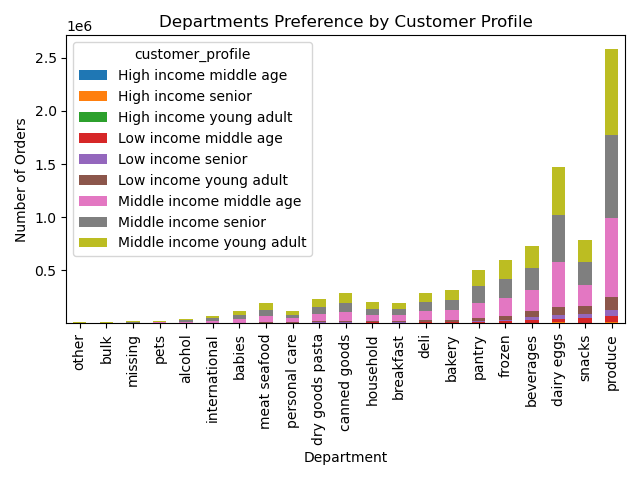 Departments Preference by Customer Profile
1e6
customer_profile
High income middle age
High income senior
High income young adult
Low income middle age
Low income senior
Low income young adult
Middle income middle age
Middle income senior
Middle income young adult
Number of Orders
2.5
2.0
1.5
1.0
0.5
other
bulk
missing
pets
alcohol
international
babies
meat seafood
personal care
dry goods pasta
canned goods
household
breakfast
deli
bakery
pantry
frozen
beverages
dairy eggs
snacks
produce
Department